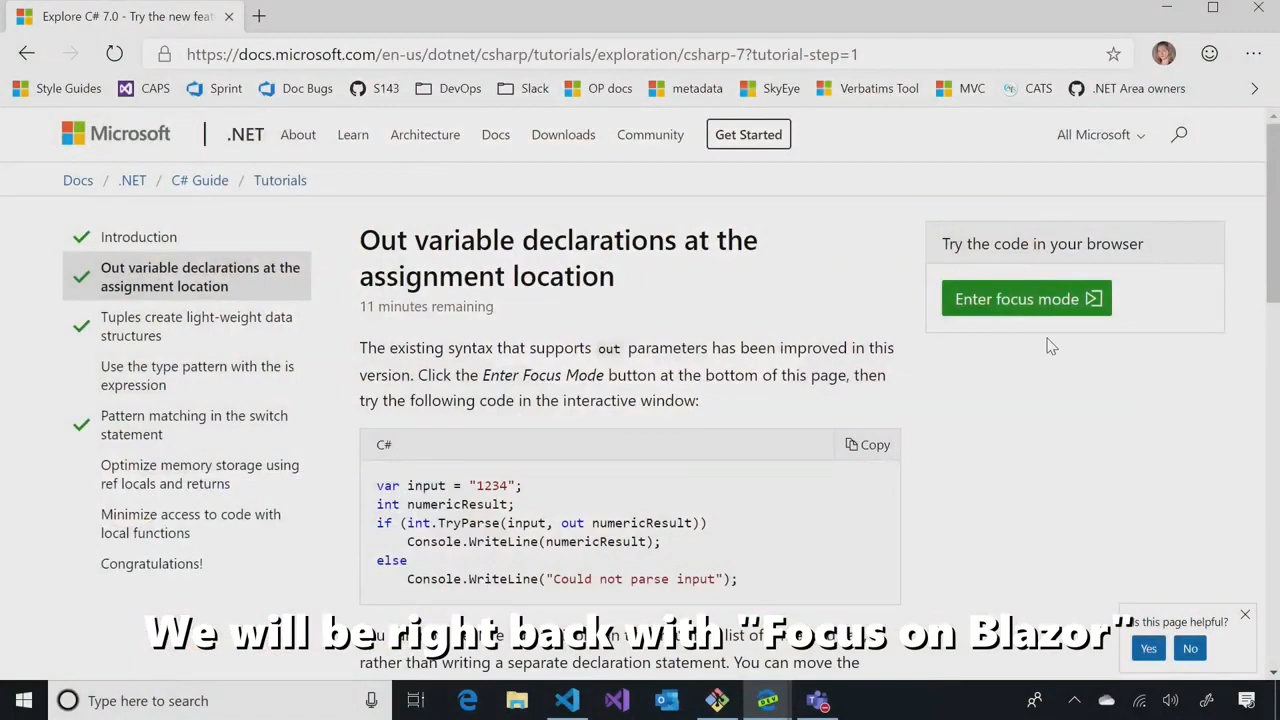 Explore C# 7.0 - Try the new feat
https://docs.microsoft.com/en-us/dotnet/csharp/tutorials/exploration/csharp-7?tutorial-step=1
Style Guides CAPS Sprint Doc Bugs S143 DevOps Slack OP docs metadata SkyEye Verbatims Tool MVC CATS .NET Area owners
Microsoft .NET About Learn Architecture Docs Downloads Community Get Started All Microsoft
Docs / .NET / C# Guide / Tutorials
Introduction
Out variable declarations at the
assignment location
Tuples create light-weight data
structures
Use the type pattern with the is
expression
Pattern matching in the switch
statement
Optimize memory storage using
ref locals and returns
Minimize access to code with
local functions
Congratulations!
Out variable declarations at the
assignment location
11 minutes remaining
The existing syntax that supports out parameters has been improved in this
version. Click the Enter Focus Mode button at the bottom of this page, then
try the following code in the interactive window:
C# Copy
var input = "1234";
int numericResult;
if (int.TryParse(input, out numericResult))
Console.WriteLine(numericResult);
else
Console.WriteLine("Could not parse input");
list of
rather than writing a separate declaration statement. You can move the
Try the code in your browser
Enter focus mode
Is this page helpful?
Yes No
We will be right back with "Focus on Blazor"
Type here to search